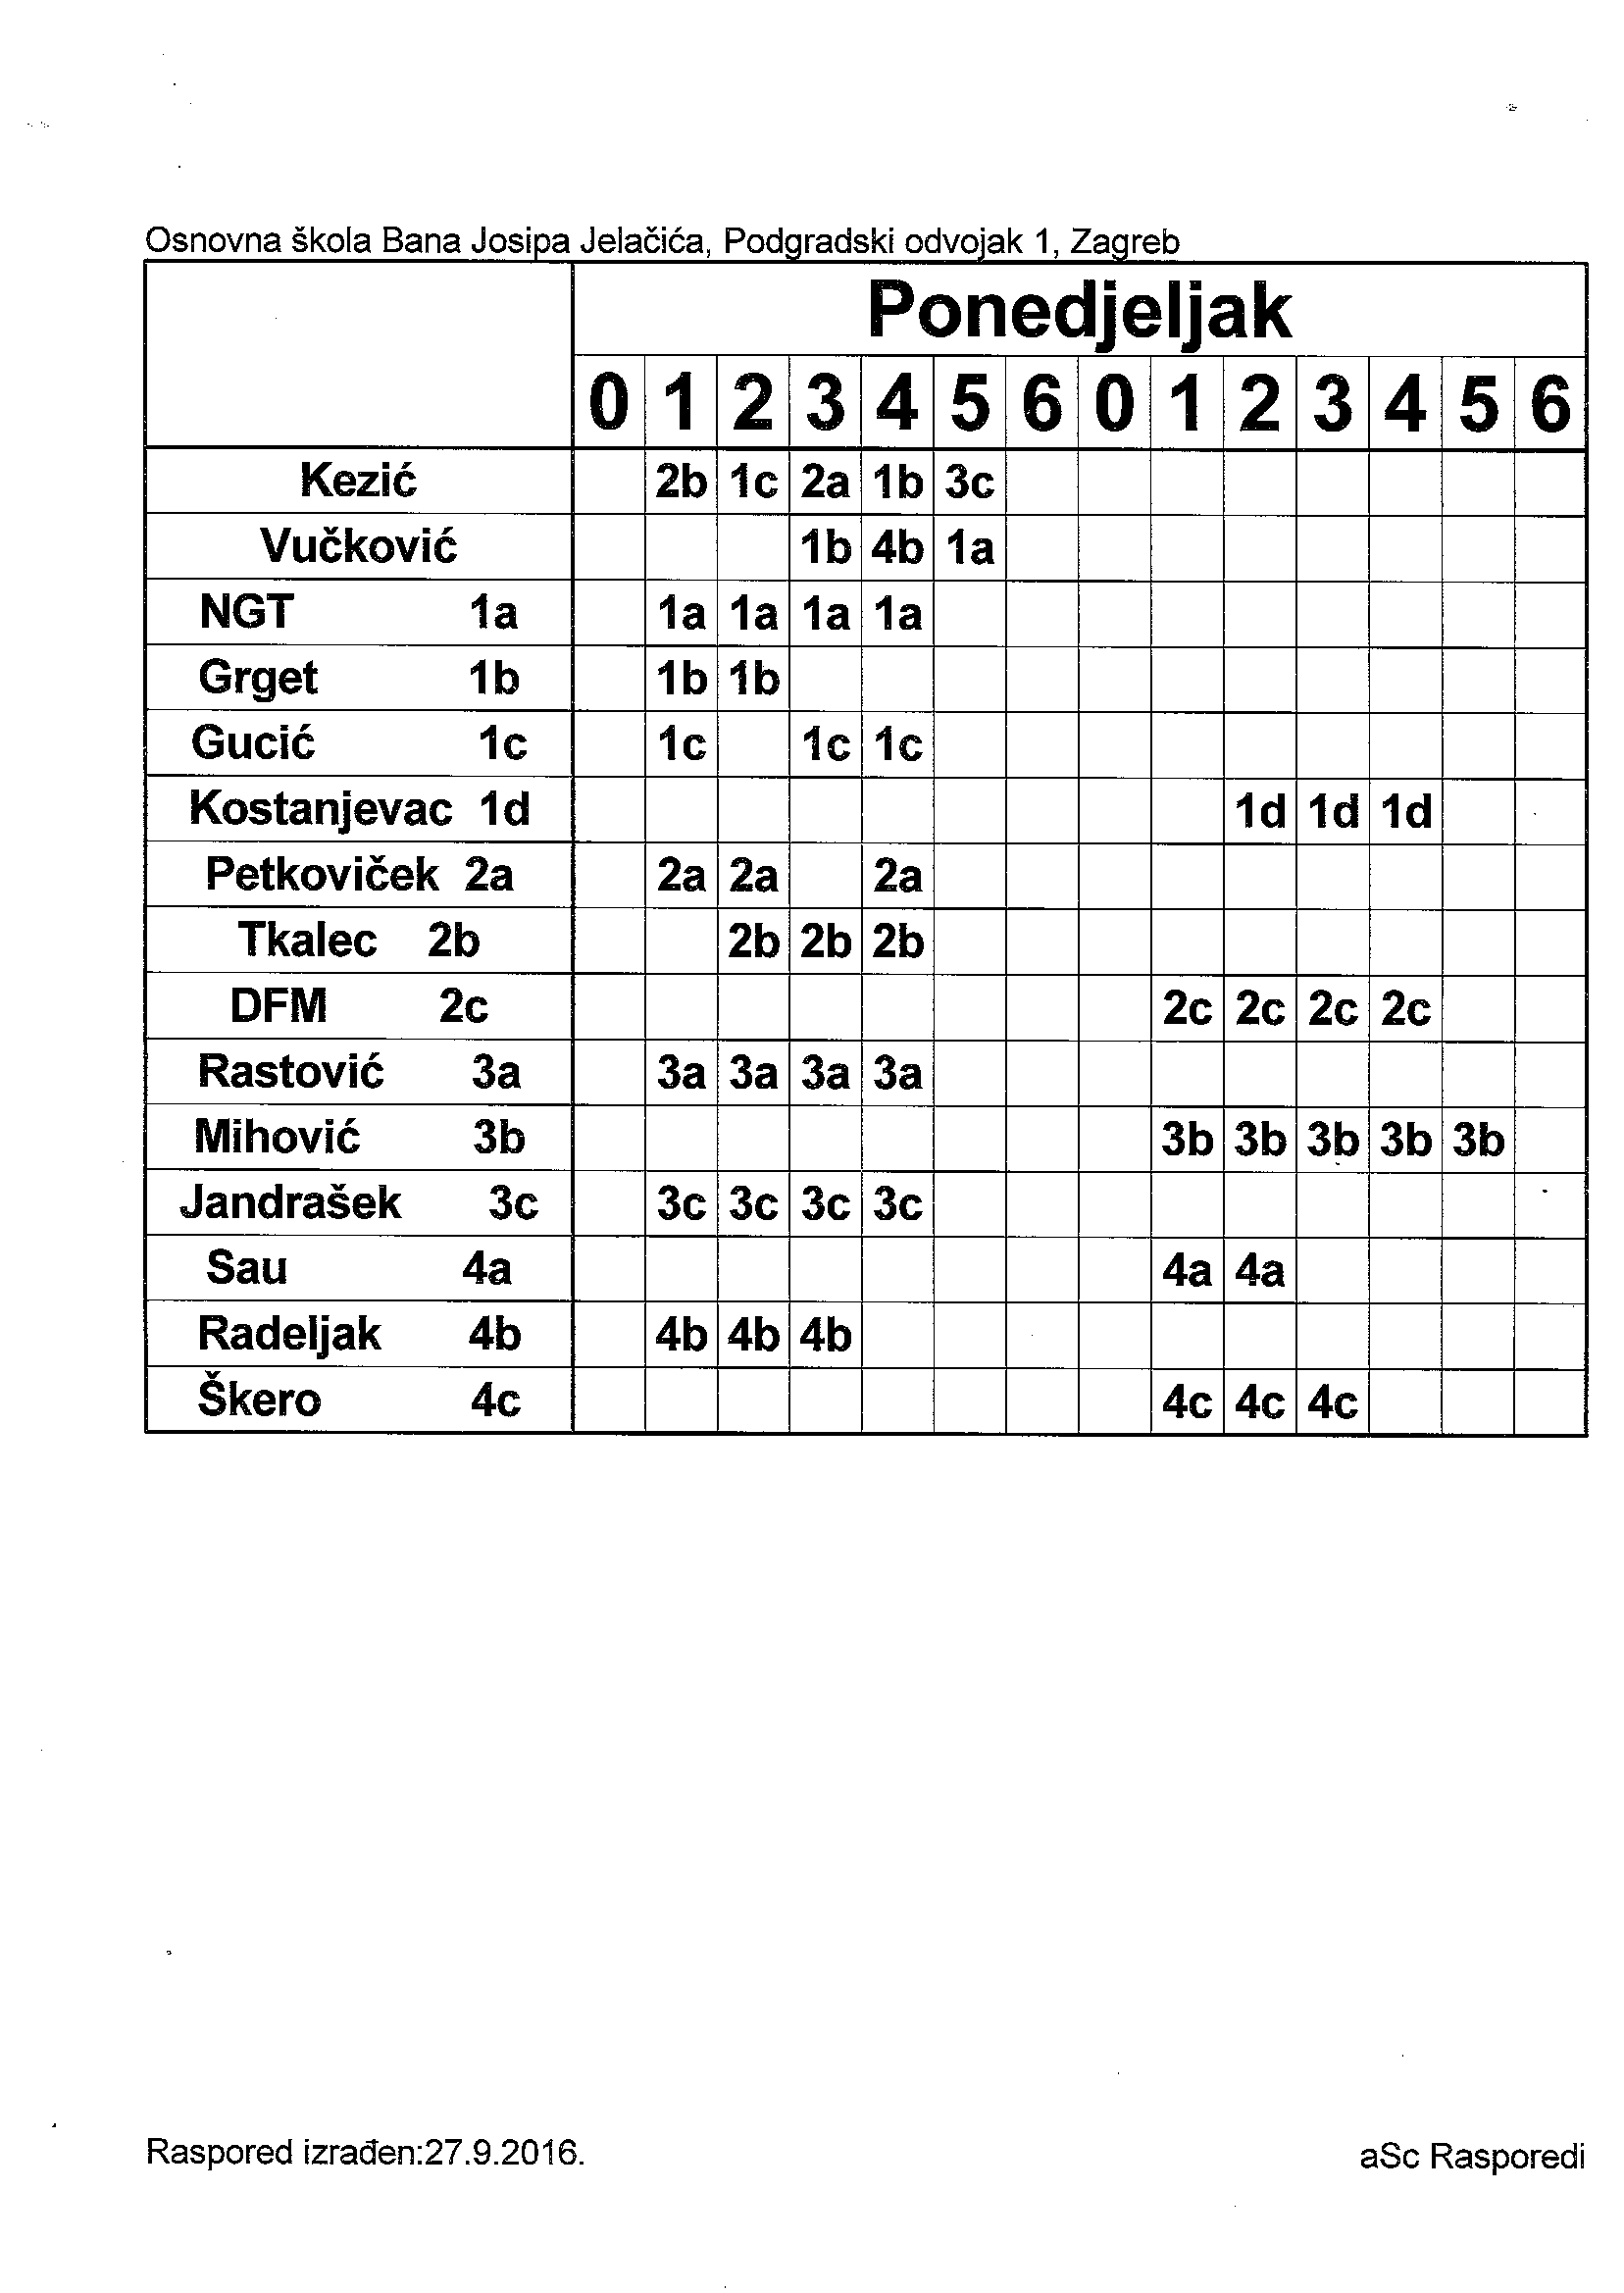 Osnovna škola Bana Josipa Jelačića, Podgradski odvojak 1, Zagreb
Ponedjeljak
0 1 2 3 4 5 6 0 1 2 3 4 5 6
Kezić 2b 1c 2a 1b 3c
Vučković 1b 4b 1a
NGT 1a 1a 1a 1a 1a
Grget 1b 1b 1b
Gucić 1c 1c 1c 1c
Kostanjevac 1d 1d 1d 1d
Petkoviček 2a 2a 2a 2a
Tkalec 2b 2b 2b 2b
DFM 2c 2c 2c 2c 2c
Rastović 3a 3a 3a 3a 3a
Mihović 3b 3b 3b 3b 3b 3b
Jandrašek 3c 3c 3c 3c 3c
Sau 4a 4a 4a
Radeljak 4b 4b 4b 4b
Škero 4c 4c 4c 4c
Raspored izrađen:27.9.2016.
aSc Rasporedi